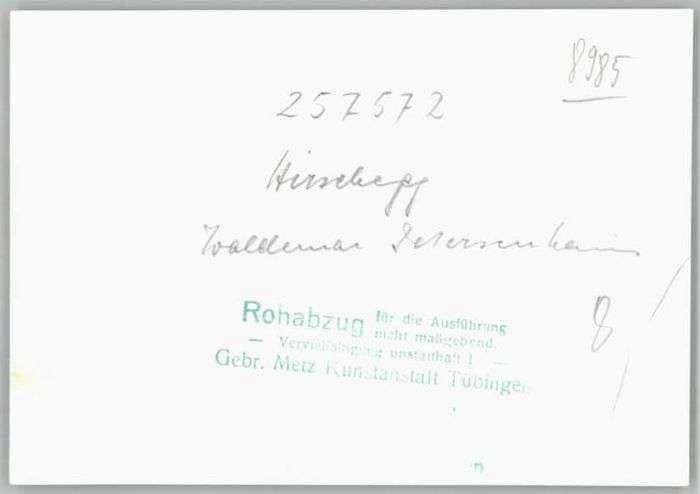 8985
257572
Hirschegg
Waldemar Petersenhaus
8
Rohabzug für die Ausführung
nicht maßgebend.
— Vervielfältigung unstatthaft! —
Gebr. Metz Kunstanstalt Tübingen